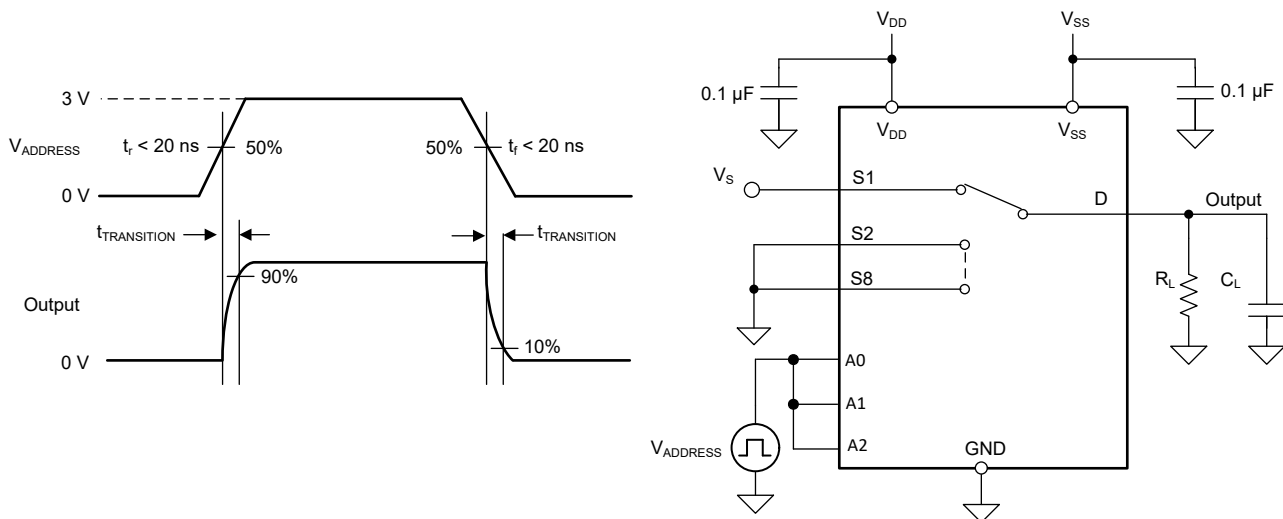 3 V
V_ADDRESS
t_r < 20 ns
50%
50%
t_f < 20 ns
0 V
t_TRANSITION
t_TRANSITION
90%
Output
0 V
10%
V_DD
V_SS
0.1 µF
0.1 µF
V_DD
V_SS
V_S
S1
D
Output
S2
S8
R_L
C_L
A0
A1
A2
V_ADDRESS
GND